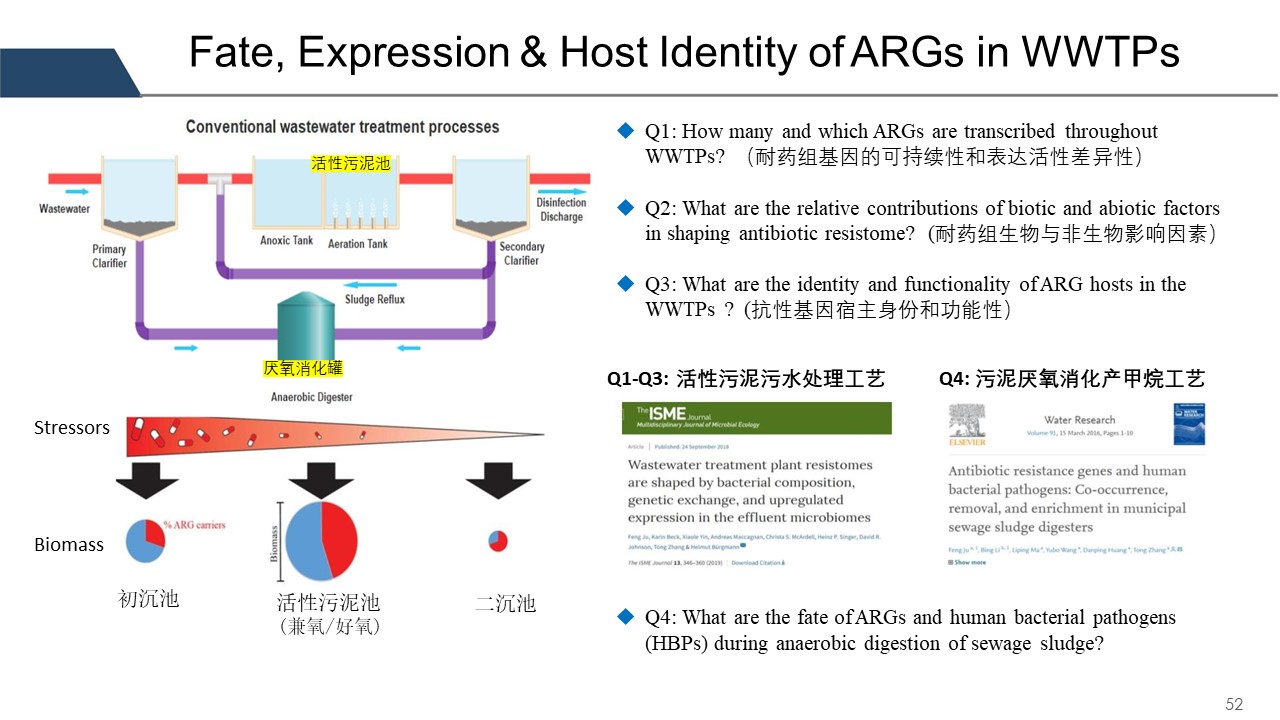 Fate, Expression & Host Identity of ARGs in WWTPs
Conventional wastewater treatment processes
活性污泥池
Wastewater
Disinfection
Discharge
Anoxic Tank
Aeration Tank
Primary
Clarifier
Secondary
Clarifier
Sludge Reflux
厌氧消化罐
Anaerobic Digester
Stressors
% ARG carriers
Biomass
Biomass
初沉池
活性污泥池
(兼氧/好氧)
二沉池
Q1: How many and which ARGs are transcribed throughout
WWTPs? （耐药组基因的可持续性和表达活性差异性）
Q2: What are the relative contributions of biotic and abiotic factors
in shaping antibiotic resistome? (耐药组生物与非生物影响因素）
Q3: What are the identity and functionality of ARG hosts in the
WWTPs ? (抗性基因宿主身份和功能性）
Q1-Q3: 活性污泥污水处理工艺
The ISME Journal
Multidisciplinary Journal of Microbial Ecology
Article | Published: 24 September 2018
Wastewater treatment plant resistomes
are shaped by bacterial composition,
genetic exchange, and upregulated
expression in the effluent microbiomes
Feng Ju, Karin Beck, Xiaole Yin, Andreas Maccagnan, Christa S. McArdell, Heinz P. Singer, David R.
Johnson, Tong Zhang & Helmut Bürgmann
The ISME Journal 13, 346–360 (2019) | Download Citation
Q4: 污泥厌氧消化产甲烷工艺
ELSEVIER
Water Research
Volume 91, 15 March 2016, Pages 1-10
WATER
RESEARCH
Antibiotic resistance genes and human
bacterial pathogens: Co-occurrence,
removal, and enrichment in municipal
sewage sludge digesters
Feng Ju, Bing Li, Liping Ma, Yubo Wang, Danping Huang, Tong Zhang
Show more
Q4: What are the fate of ARGs and human bacterial pathogens
(HBPs) during anaerobic digestion of sewage sludge?
52